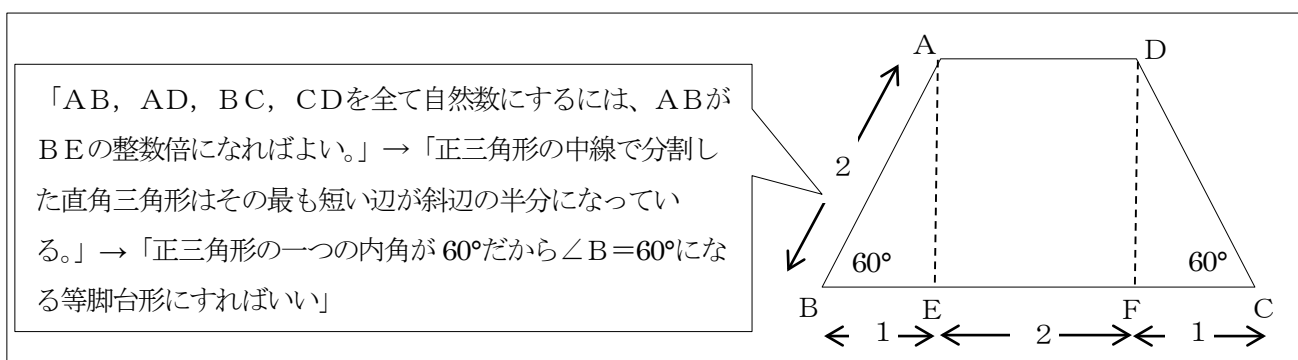 「ＡＢ，ＡＤ，ＢＣ，ＣＤを全て自然数にするには、ＡＢが
ＢＥの整数倍になればよい。」→「正三角形の中線で分割し
た直角三角形はその最も短い辺が斜辺の半分になってい
る。」→「正三角形の一つの内角が 60°だから∠Ｂ＝60°にな
る等脚台形にすればいい」
Ａ
Ｄ
２
60°
60°
Ｂ
Ｅ
Ｆ
Ｃ
１
２
１